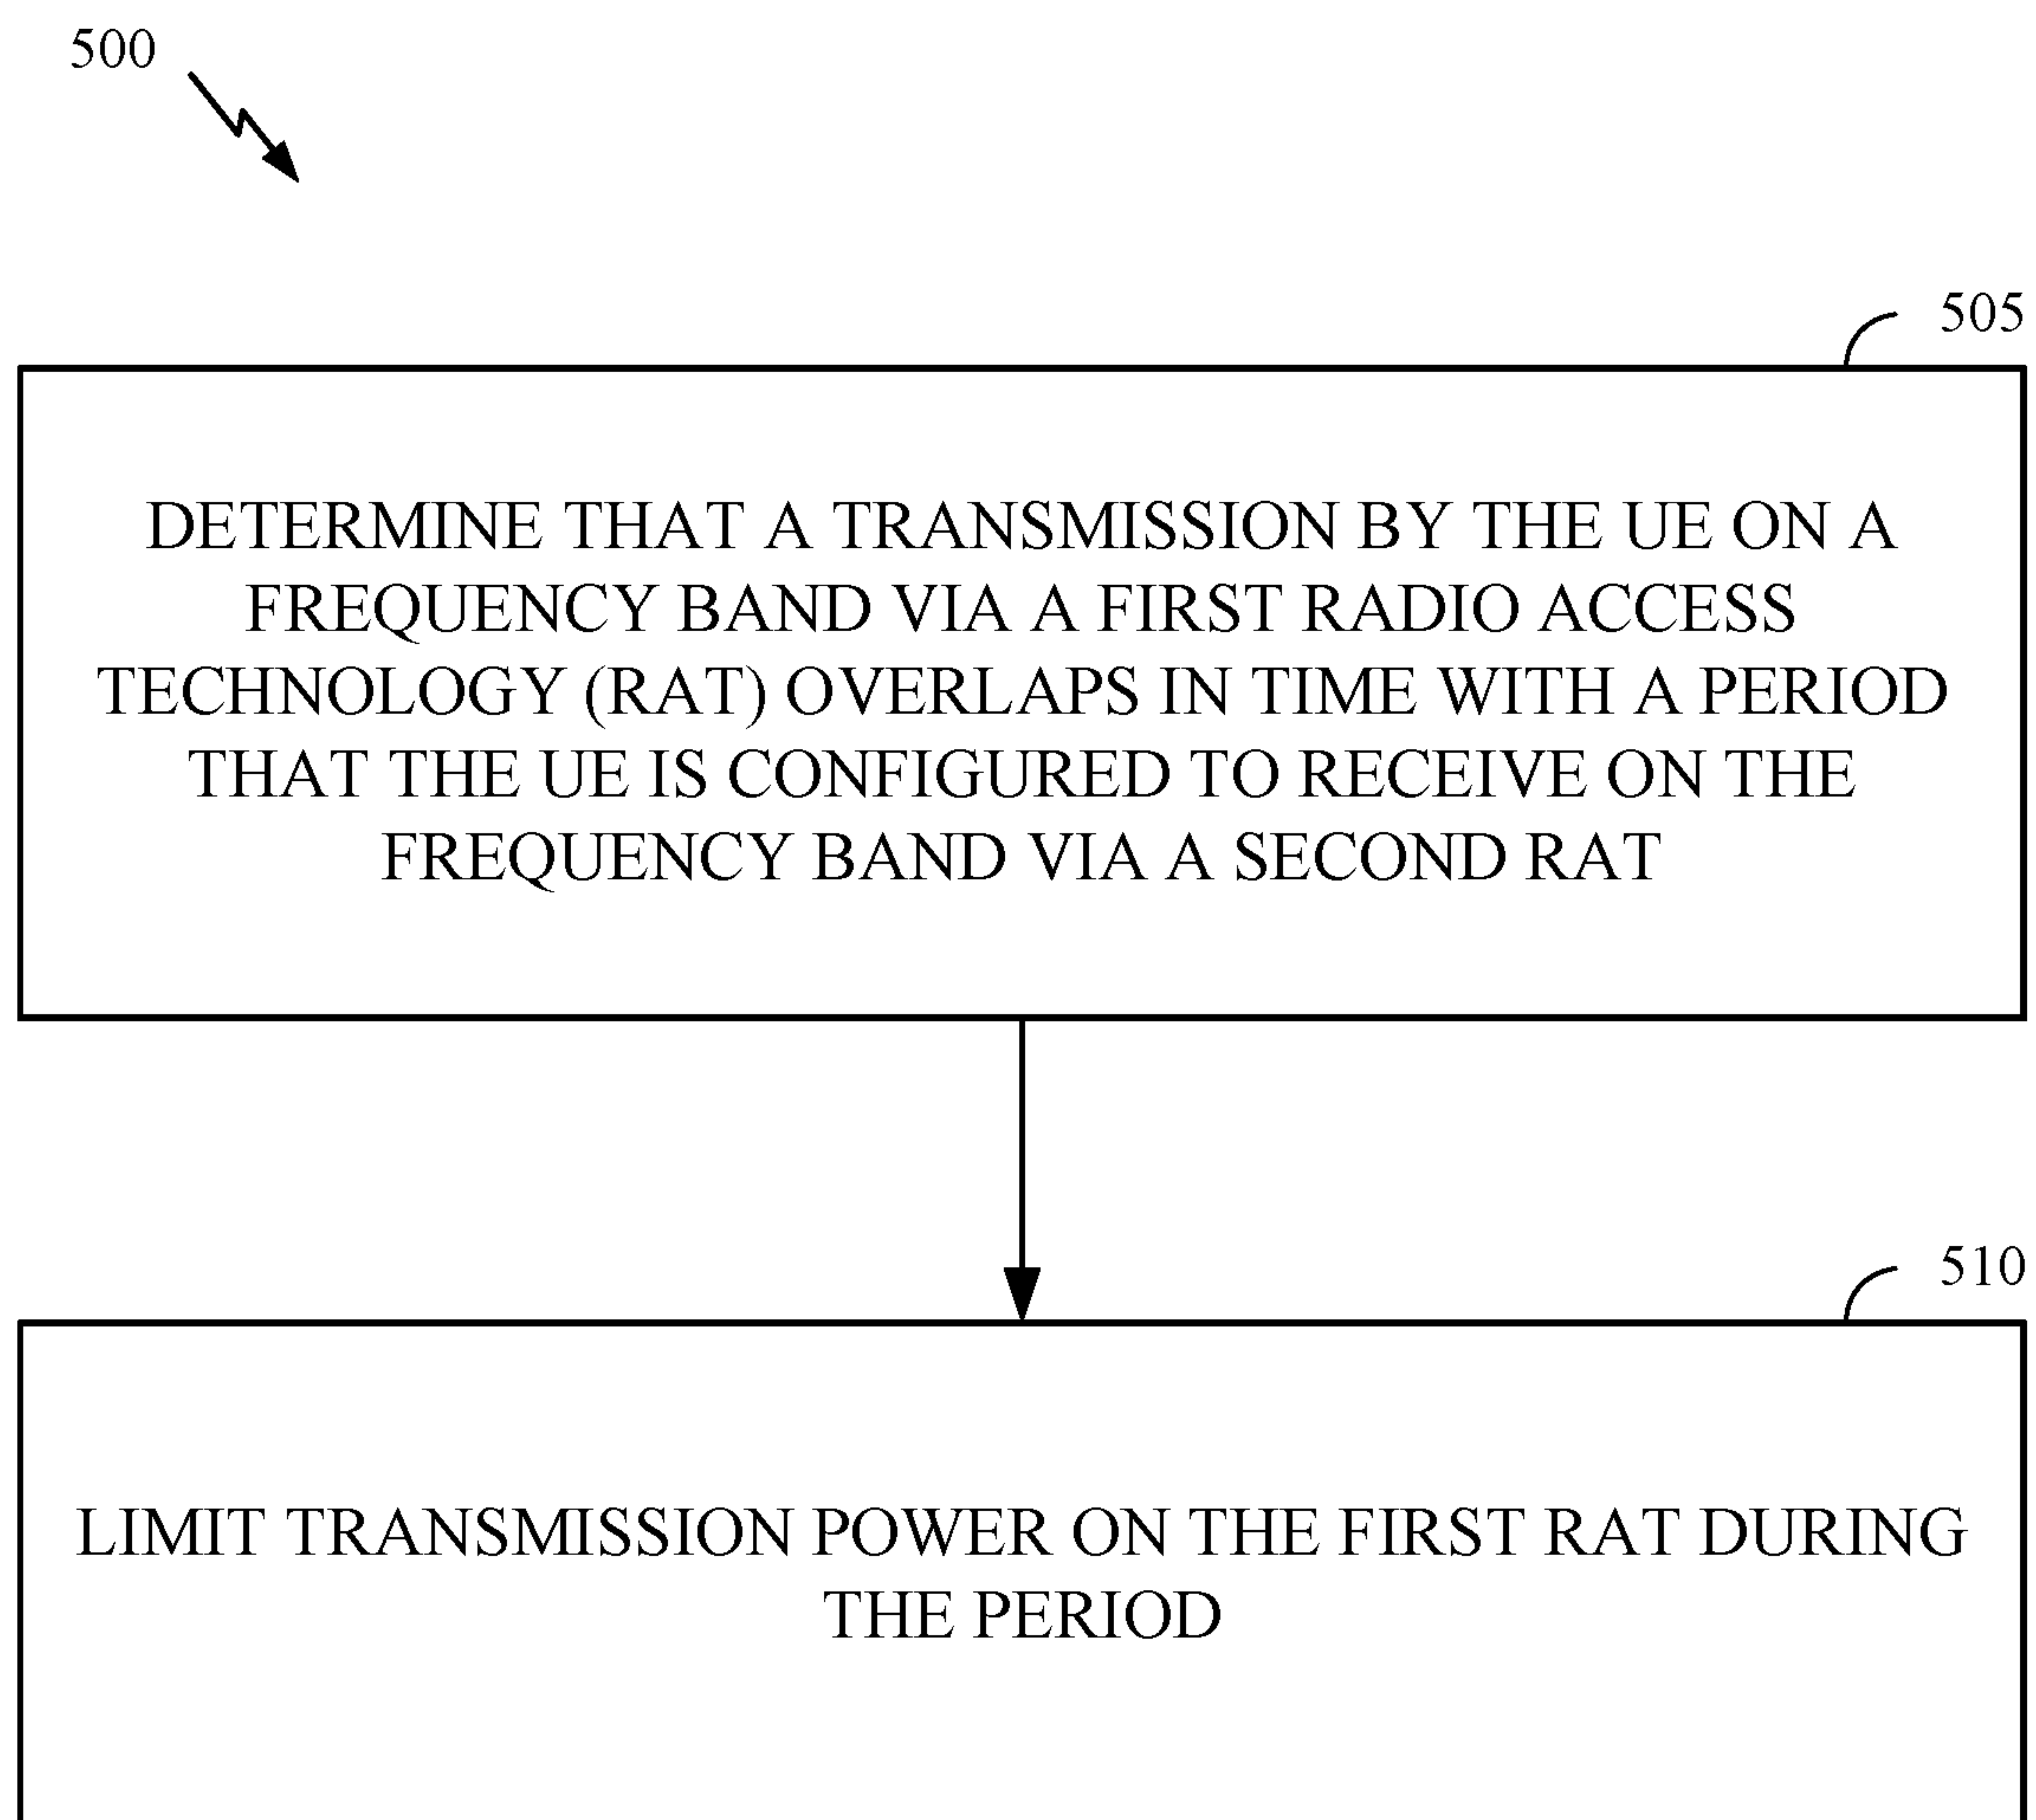 500
505
DETERMINE THAT A TRANSMISSION BY THE UE ON A
FREQUENCY BAND VIA A FIRST RADIO ACCESS
TECHNOLOGY (RAT) OVERLAPS IN TIME WITH A PERIOD
THAT THE UE IS CONFIGURED TO RECEIVE ON THE
FREQUENCY BAND VIA A SECOND RAT
510
LIMIT TRANSMISSION POWER ON THE FIRST RAT DURING
THE PERIOD